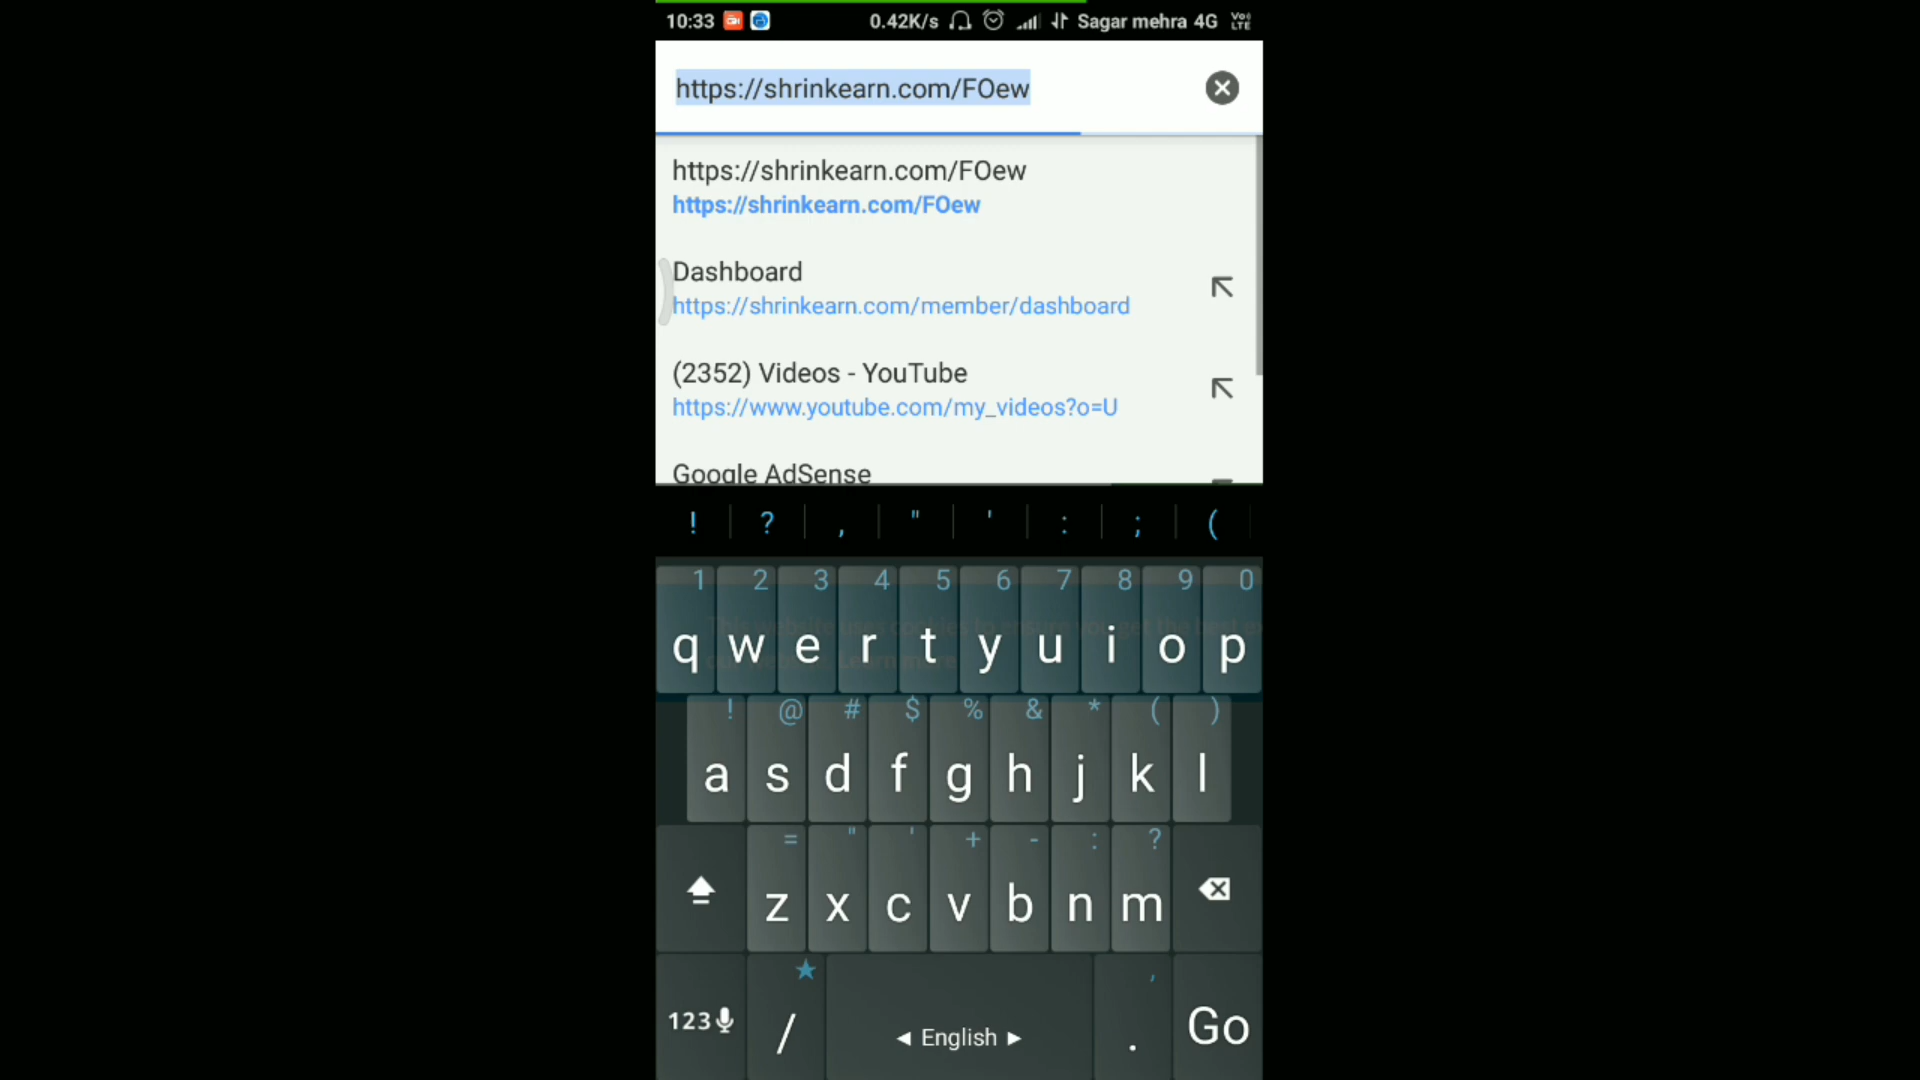 10:33 0.42K/s Sagar mehra 4G Vo) LTE
https://shrinkearn.com/FOew
https://shrinkearn.com/FOew
https://shrinkearn.com/FOew
Dashboard
https://shrinkearn.com/member/dashboard
(2352) Videos - YouTube
https://www.youtube.com/my_videos?o=U
Google AdSense
! ? , " ' : ; (
1 2 3 4 5 6 7 8 9 0
q w e r t y u i o p
! @ # $ % & * ( )
a s d f g h j k l
= " ' + - : ?
z x c v b n m
123 / ◄ English ► , . Go